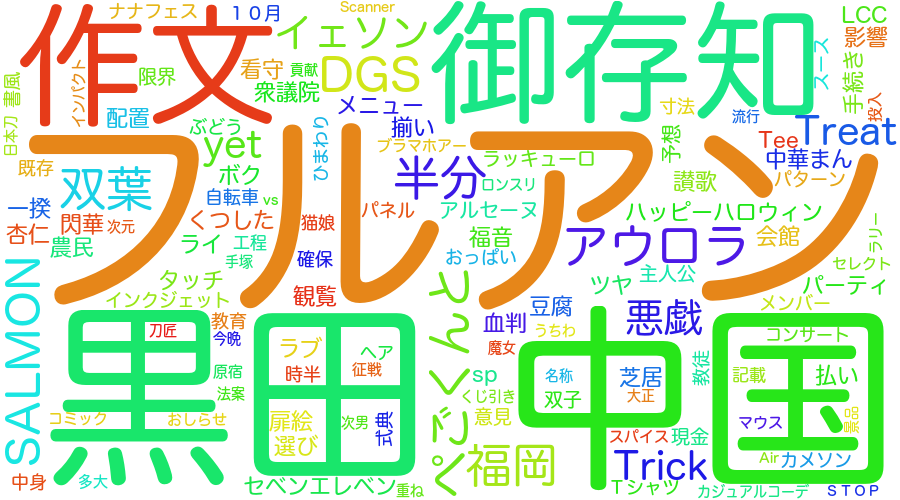 ナナフェス
１０月
Scanner
LCC
作文
イェソン
御存知
影響
スーツ
手続き
書風
日本刀
インパクト
限界
看守
貢献
衆議院
DGS
メニュー
配置
揃い
寸法
流行
投入
既存
ぶどう
yet
ブラマホアー
予想
Tee
Treat
ひまわり
ラッキューロ
中華まん
双葉
ボク
半分
讃歌
パターン
自転車
vs
ロンスリ
一揆
くつした
猫娘
パネル
アルセーヌ
ハッピーハロウィン
閃華
次元
杏仁
農民
ライ
工程
手塚
確保
福音
おっぱい
アウロラ
会館
ラリー
セレクト
主人公
フルアン
タッチ
観覧
ツヤ
パーティ
インクジェット
豆腐
悪戯
メンバー
SALMON
刀匠
教育
今晩
血判
うちわ
コンサート
原宿
ラブ
ヘア
魔女
黒田
時半
征戦
sp
名称
芝居
教徒
記載
払い
法案
双子
大正
くじ引き
中国
コミック
おしらせ
扉絵
次男
式典
意見
マウス
景品
選び
福岡
スパイス
現金
中身
多大
Trick
Air
カメソン
セブンエレベン
重ね
Tシャツ
カジュアルコーデ
ＳＴＯＰ